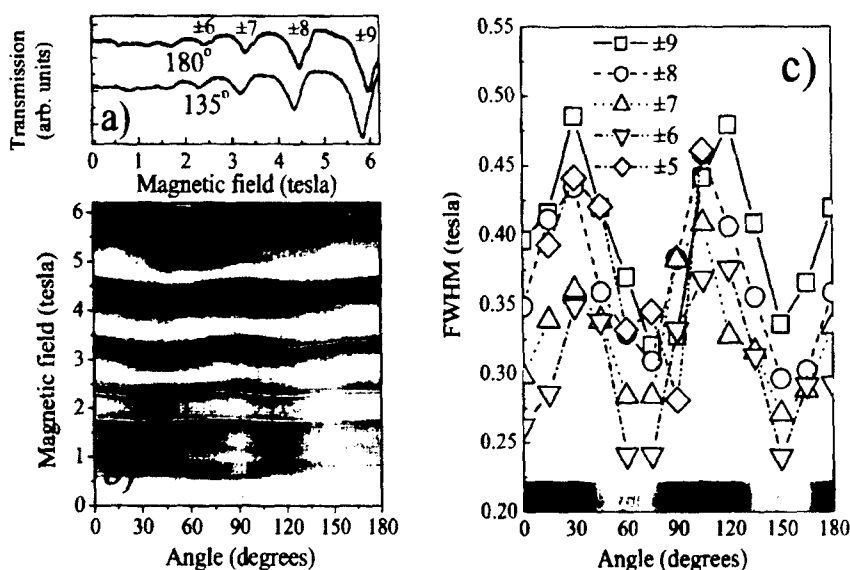 ±6 ±7 ±8 ±9
180°
135°
a)
Transmission
(arb. units)
0 1 2 3 4 5 6
Magnetic field (tesla)
6
5
4
3
2
1
0
Magnetic field (tesla)
0 30 60 90 120 150 180
Angle (degrees)
c)
±9
±8
±7
±6
±5
0.55
0.50
0.45
0.40
0.35
0.30
0.25
0.20
FWHM (tesla)
0 30 60 90 120 150 180
Angle (degrees)